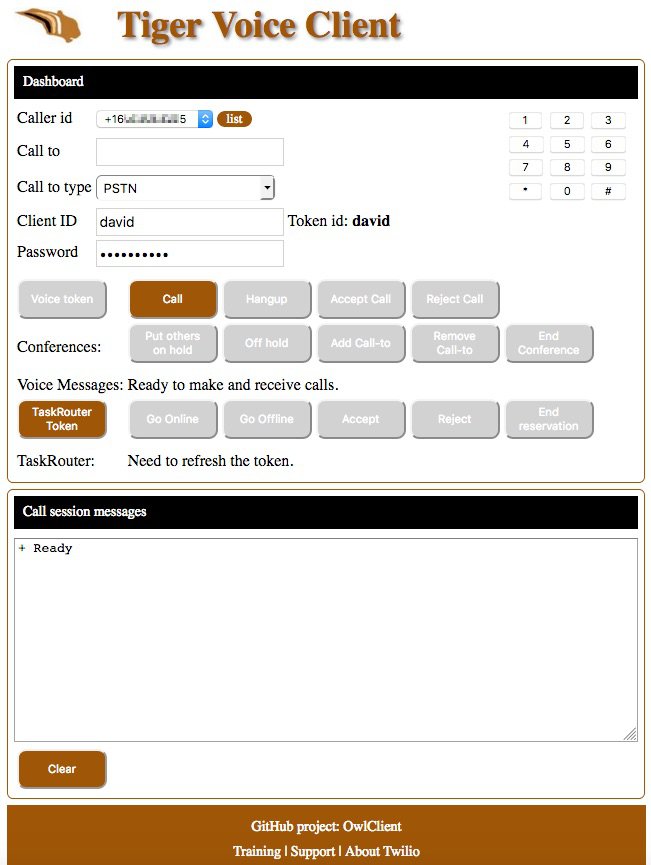 Tiger Voice Client
Dashboard
Caller id +16 5 list
1 2 3
Call to
4 5 6
7 8 9
Call to type PSTN
* 0 #
Client ID david Token id: david
Password ••••••••••
Voice token Call Hangup Accept Call Reject Call
Conferences: Put others on hold Off hold Add Call-to Remove Call-to End Conference
Voice Messages: Ready to make and receive calls.
TaskRouter Token Go Online Go Offline Accept Reject End reservation
TaskRouter: Need to refresh the token.
Call session messages
+ Ready
Clear
GitHub project: OwlClient
Training | Support | About Twilio